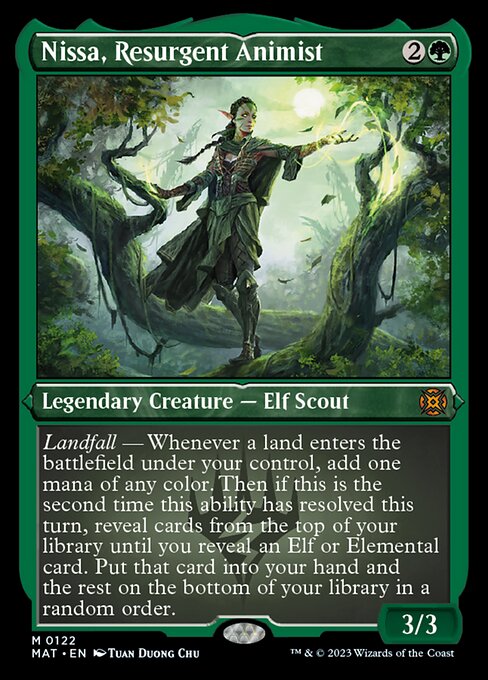 Nissa, Resurgent Animist 2
Legendary Creature — Elf Scout
Landfall — Whenever a land enters the
battlefield under your control, add one
mana of any color. Then if this is the
second time this ability has resolved this
turn, reveal cards from the top of your
library until you reveal an Elf or Elemental
card. Put that card into your hand and
the rest on the bottom of your library in a
random order.
3/3
M 0122
MAT • EN Tuan Duong Chu
™ & © 2023 Wizards of the Coast